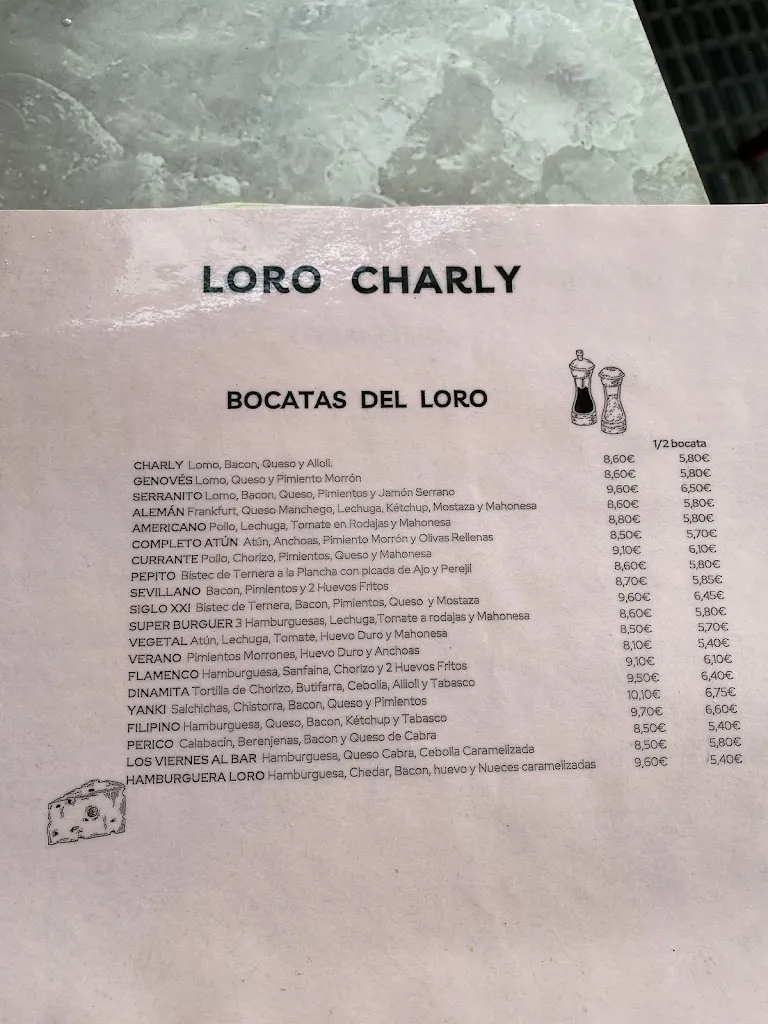 LORO CHARLY
BOCATAS DEL LORO
1/2 bocata
CHARLY Lomo, Bacon, Queso y Alioli. 8,60€ 5,80€
GENOVÉS Lomo, Queso y Pimiento Morrón 8,60€ 5,80€
SERRANITO Lomo, Bacon, Queso, Pimientos y Jamón Serrano 9,60€ 6,50€
ALEMÁN Frankfurt, Queso Manchego, Lechuga, Kétchup, Mostaza y Mahonesa 8,60€ 5,80€
AMERICANO Pollo, Lechuga, Tomate en Rodajas y Mahonesa 8,80€ 5,80€
COMPLETO ATÚN Atún, Anchoas, Pimiento Morrón y Olivas Rellenas 8,50€ 5,70€
CURRANTE Pollo, Chorizo, Pimientos, Queso y Mahonesa 9,10€ 6,10€
PEPITO Bistec de Ternera a la Plancha con picada de Ajo y Perejil 8,60€ 5,80€
SEVILLANO Bacon, Pimientos y 2 Huevos Fritos 8,70€ 5,85€
SIGLO XXI Bistec de Ternera, Bacon, Pimientos, Queso y Mostaza 9,60€ 6,45€
SUPER BURGUER 3 Hamburguesas, Lechuga,Tomate a rodajas y Mahonesa 8,60€ 5,80€
VEGETAL Atún, Lechuga, Tomate, Huevo Duro y Mahonesa 8,50€ 5,70€
VERANO Pimientos Morrones, Huevo Duro y Anchoas 8,10€ 5,40€
FLAMENCO Hamburguesa, Sanfaina, Chorizo y 2 Huevos Fritos 9,10€ 6,10€
DINAMITA Tortilla de Chorizo, Butifarra, Cebolla, Allioli y Tabasco 9,50€ 6,40€
YANKI Salchichas, Chistorra, Bacon, Queso y Pimientos 10,10€ 6,75€
FILIPINO Hamburguesa, Queso, Bacon, Kétchup y Tabasco 9,70€ 6,60€
PERICO Calabacín, Berenjenas, Bacon y Queso de Cabra 8,50€ 5,40€
LOS VIERNES AL BAR Hamburguesa, Queso Cabra, Cebolla Caramelizada 8,50€ 5,80€
HAMBURGUERA LORO Hamburguesa, Chedar, Bacon, huevo y Nueces caramelizadas 9,60€ 5,40€